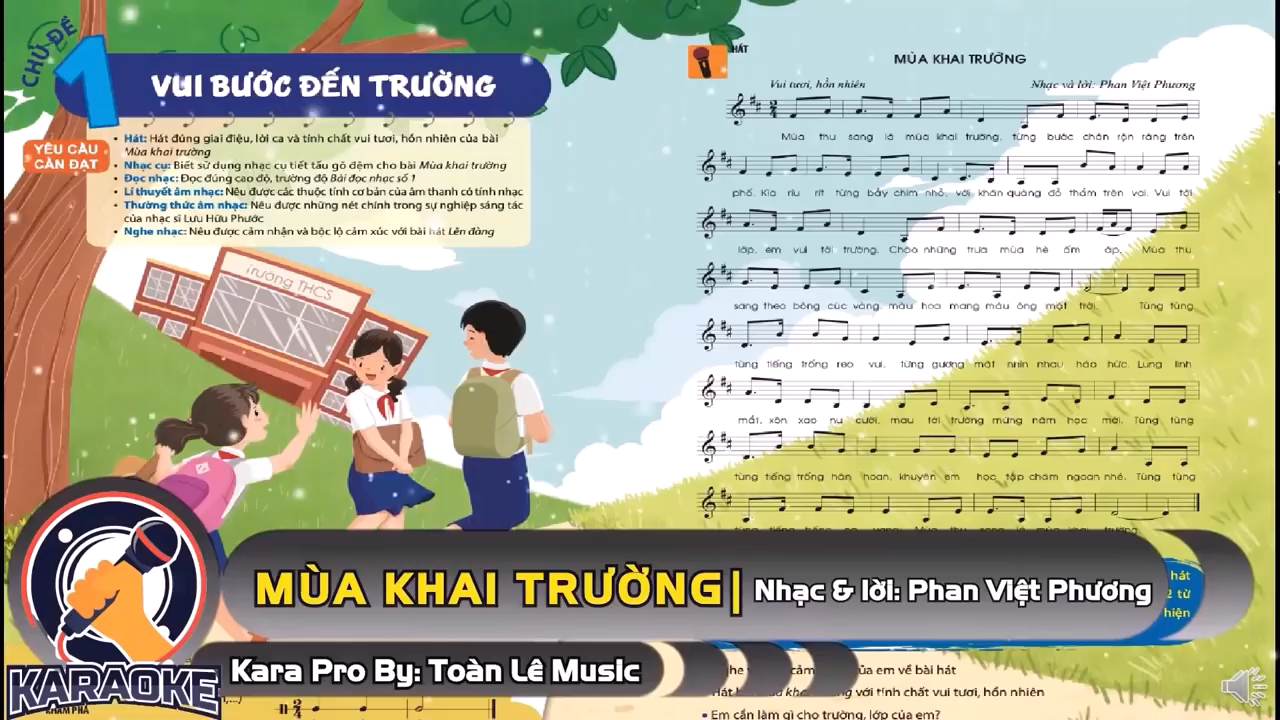 CHỦ ĐỀ
1
VUI BƯỚC ĐẾN TRƯỜNG
YÊU CẦU
CẦN ĐẠT
• Hát: Hát đúng giai điệu, lời ca và tính chất vui tươi, hồn nhiên của bài
Mùa khai trường
• Nhạc cụ: Biết sử dụng nhạc cụ tiết tấu gõ đệm cho bài Mùa khai trường
• Đọc nhạc: Đọc đúng cao độ, trường độ Bài đọc nhạc số 1
• Lí thuyết âm nhạc: Nêu được các thuộc tính cơ bản của âm thanh có tính nhạc
• Thường thức âm nhạc: Nêu được những nét chính trong sự nghiệp sáng tác
của nhạc sĩ Lưu Hữu Phước
• Nghe nhạc: Nêu được cảm nhận và bộc lộ cảm xúc với bài hát Lên đàng
Trường THCS
HÁT
MÙA KHAI TRƯỜNG
Vui tươi, hồn nhiên
Nhạc và lời: Phan Việt Phương
Mùa thu sang là mùa khai trường, từng bước chân rộn ràng trên
phố. Kìa ríu rít từng bầy chim nhỏ với khăn quàng đỏ thắm trên vai. Vui tới
lớp, em vui tới trường. Chào những trưa mùa hè ấm áp, Mùa thu
sang theo bông cúc vàng, màu hoa mang màu ông mặt trời. Tùng tùng
từng tiếng trống reo vui, từng gương mặt nhìn nhau háo hức. Lung linh
mắt, xôn xao nụ cười, mau tới trường mừng năm học mới. Tùng tùng
từng tiếng trống hân hoan, khuyên em học tập chăm ngoan nhé. Tùng tùng
MÙA KHAI TRƯỜNG| Nhạc & lời: Phan Việt Phương
hát
2 từ
hiện
KARAOKE
Kara Pro By: Toàn Lê Music
cảm
của em về bài hát
với tính chất vui tươi, hồn nhiên
• Em cần làm gì cho trường, lớp của em?
KHÁM PHÁ